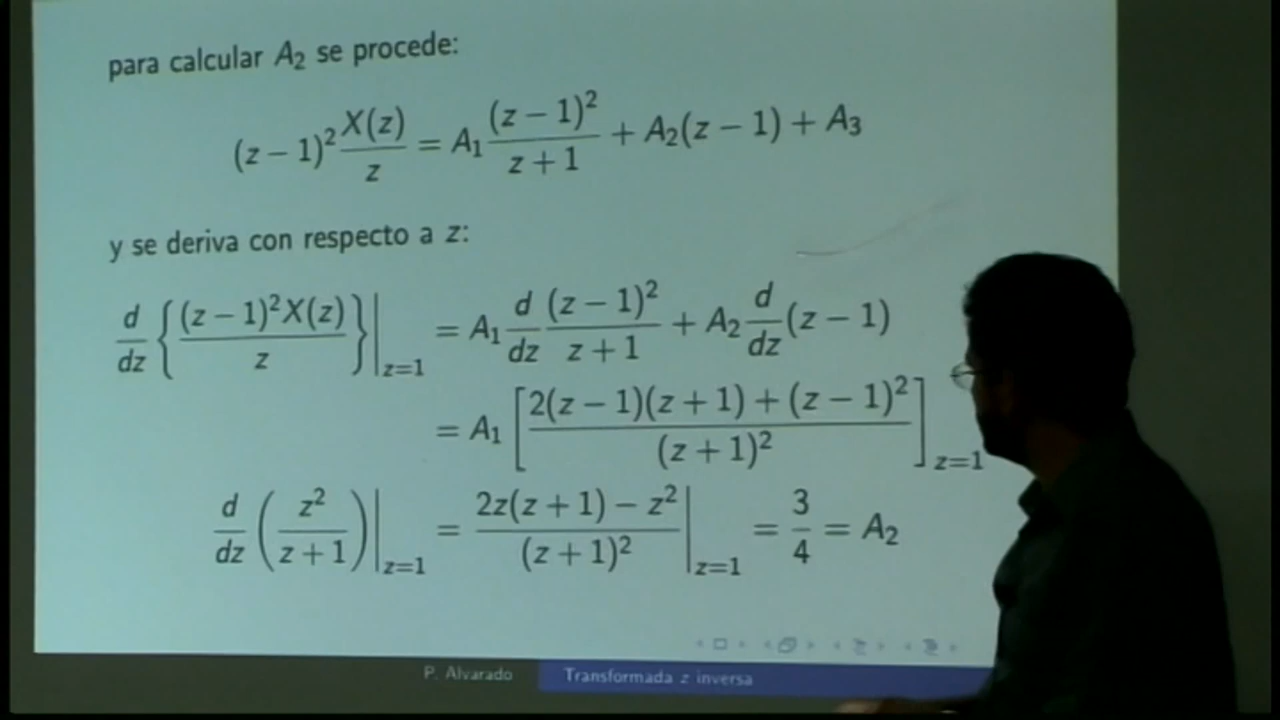 para calcular A₂ se procede:
(z − 1)² X(z)/z = A₁ (z − 1)²/(z + 1) + A₂(z − 1) + A₃
y se deriva con respecto a z:
d/dz {(z − 1)²X(z)/z}|z=1 = A₁ d/dz (z − 1)²/(z + 1) + A₂ d/dz (z − 1)
= A₁ [2(z − 1)(z + 1) + (z − 1)²/(z + 1)²]z=1
d/dz (z²/(z + 1))|z=1 = 2z(z + 1) − z²/(z + 1)²|z=1 = 3/4 = A₂
P. Alvarado Transformada z inversa